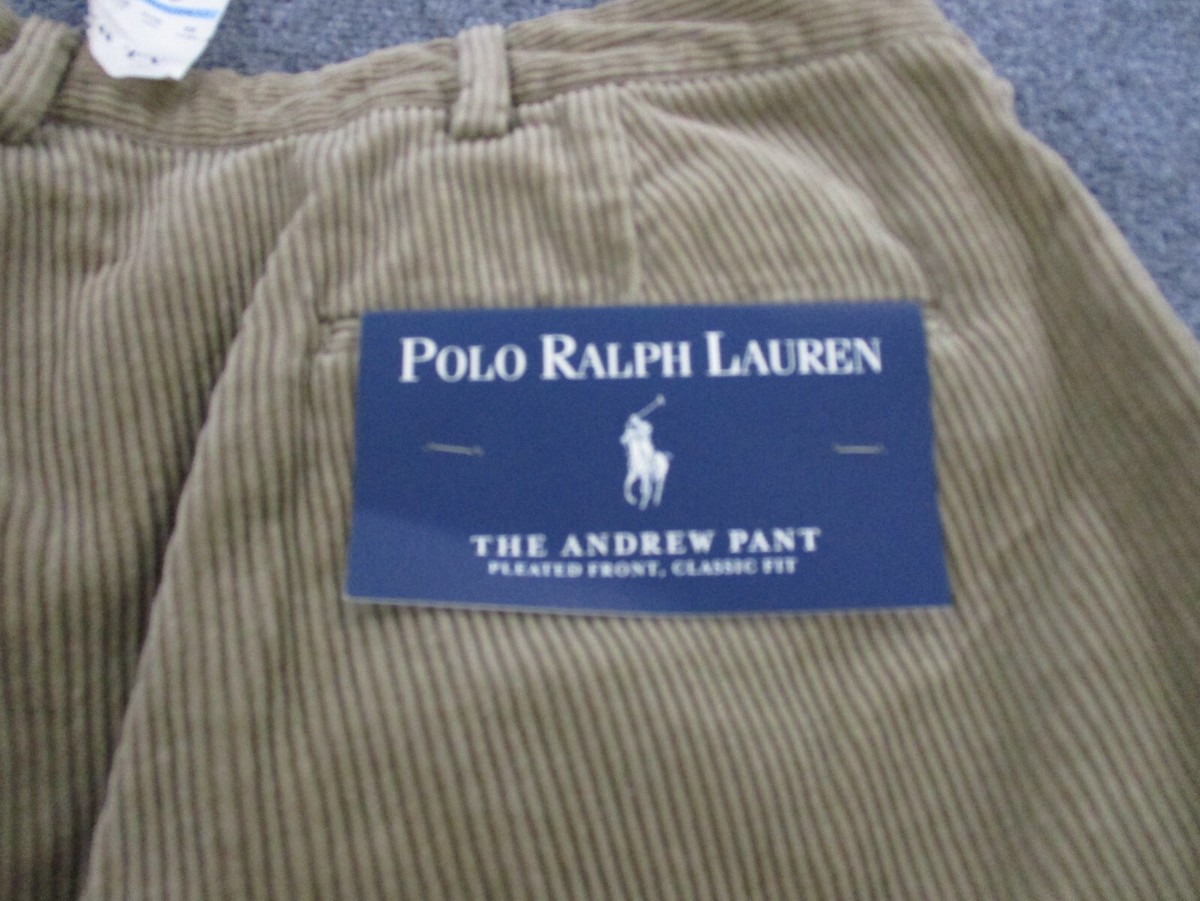 POLO RALPH LAUREN
THE ANDREW PANT
PLEATED FRONT, CLASSIC FIT